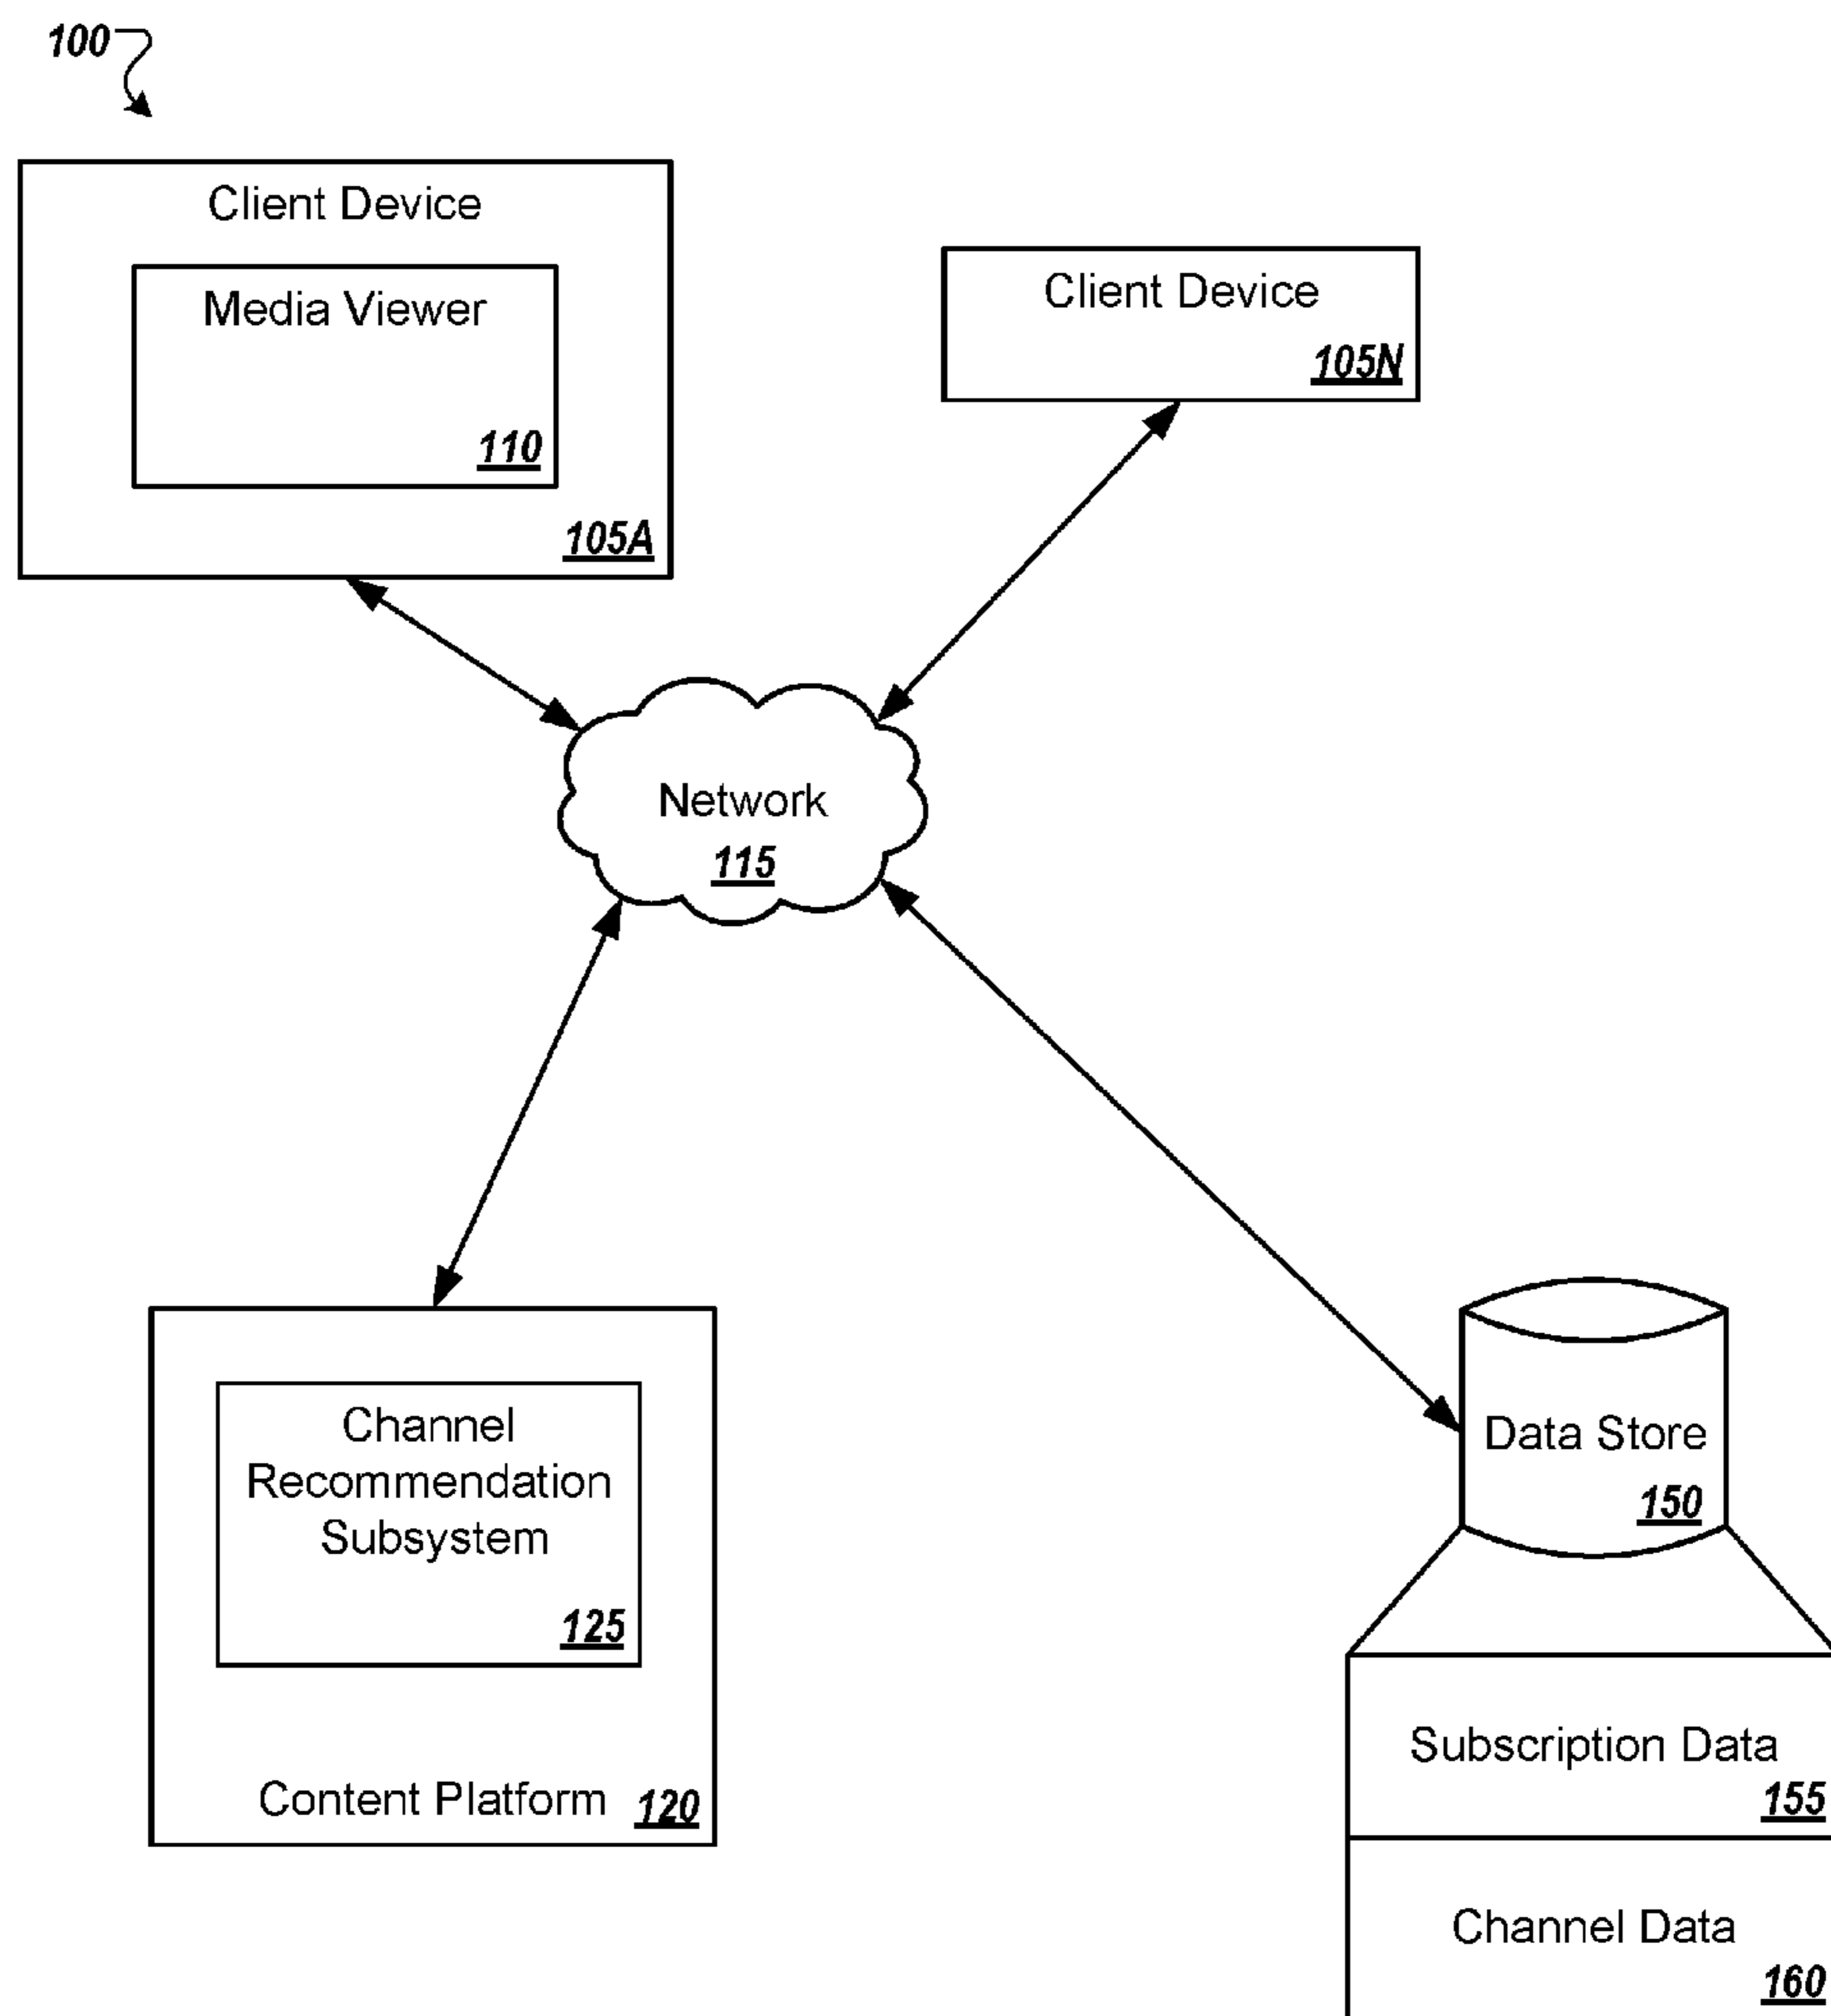 100
Client Device
Media Viewer
110
105A
Client Device
105N
Network
115
Channel
Recommendation
Subsystem
125
Content Platform 120
Data Store
150
Subscription Data
155
Channel Data
160